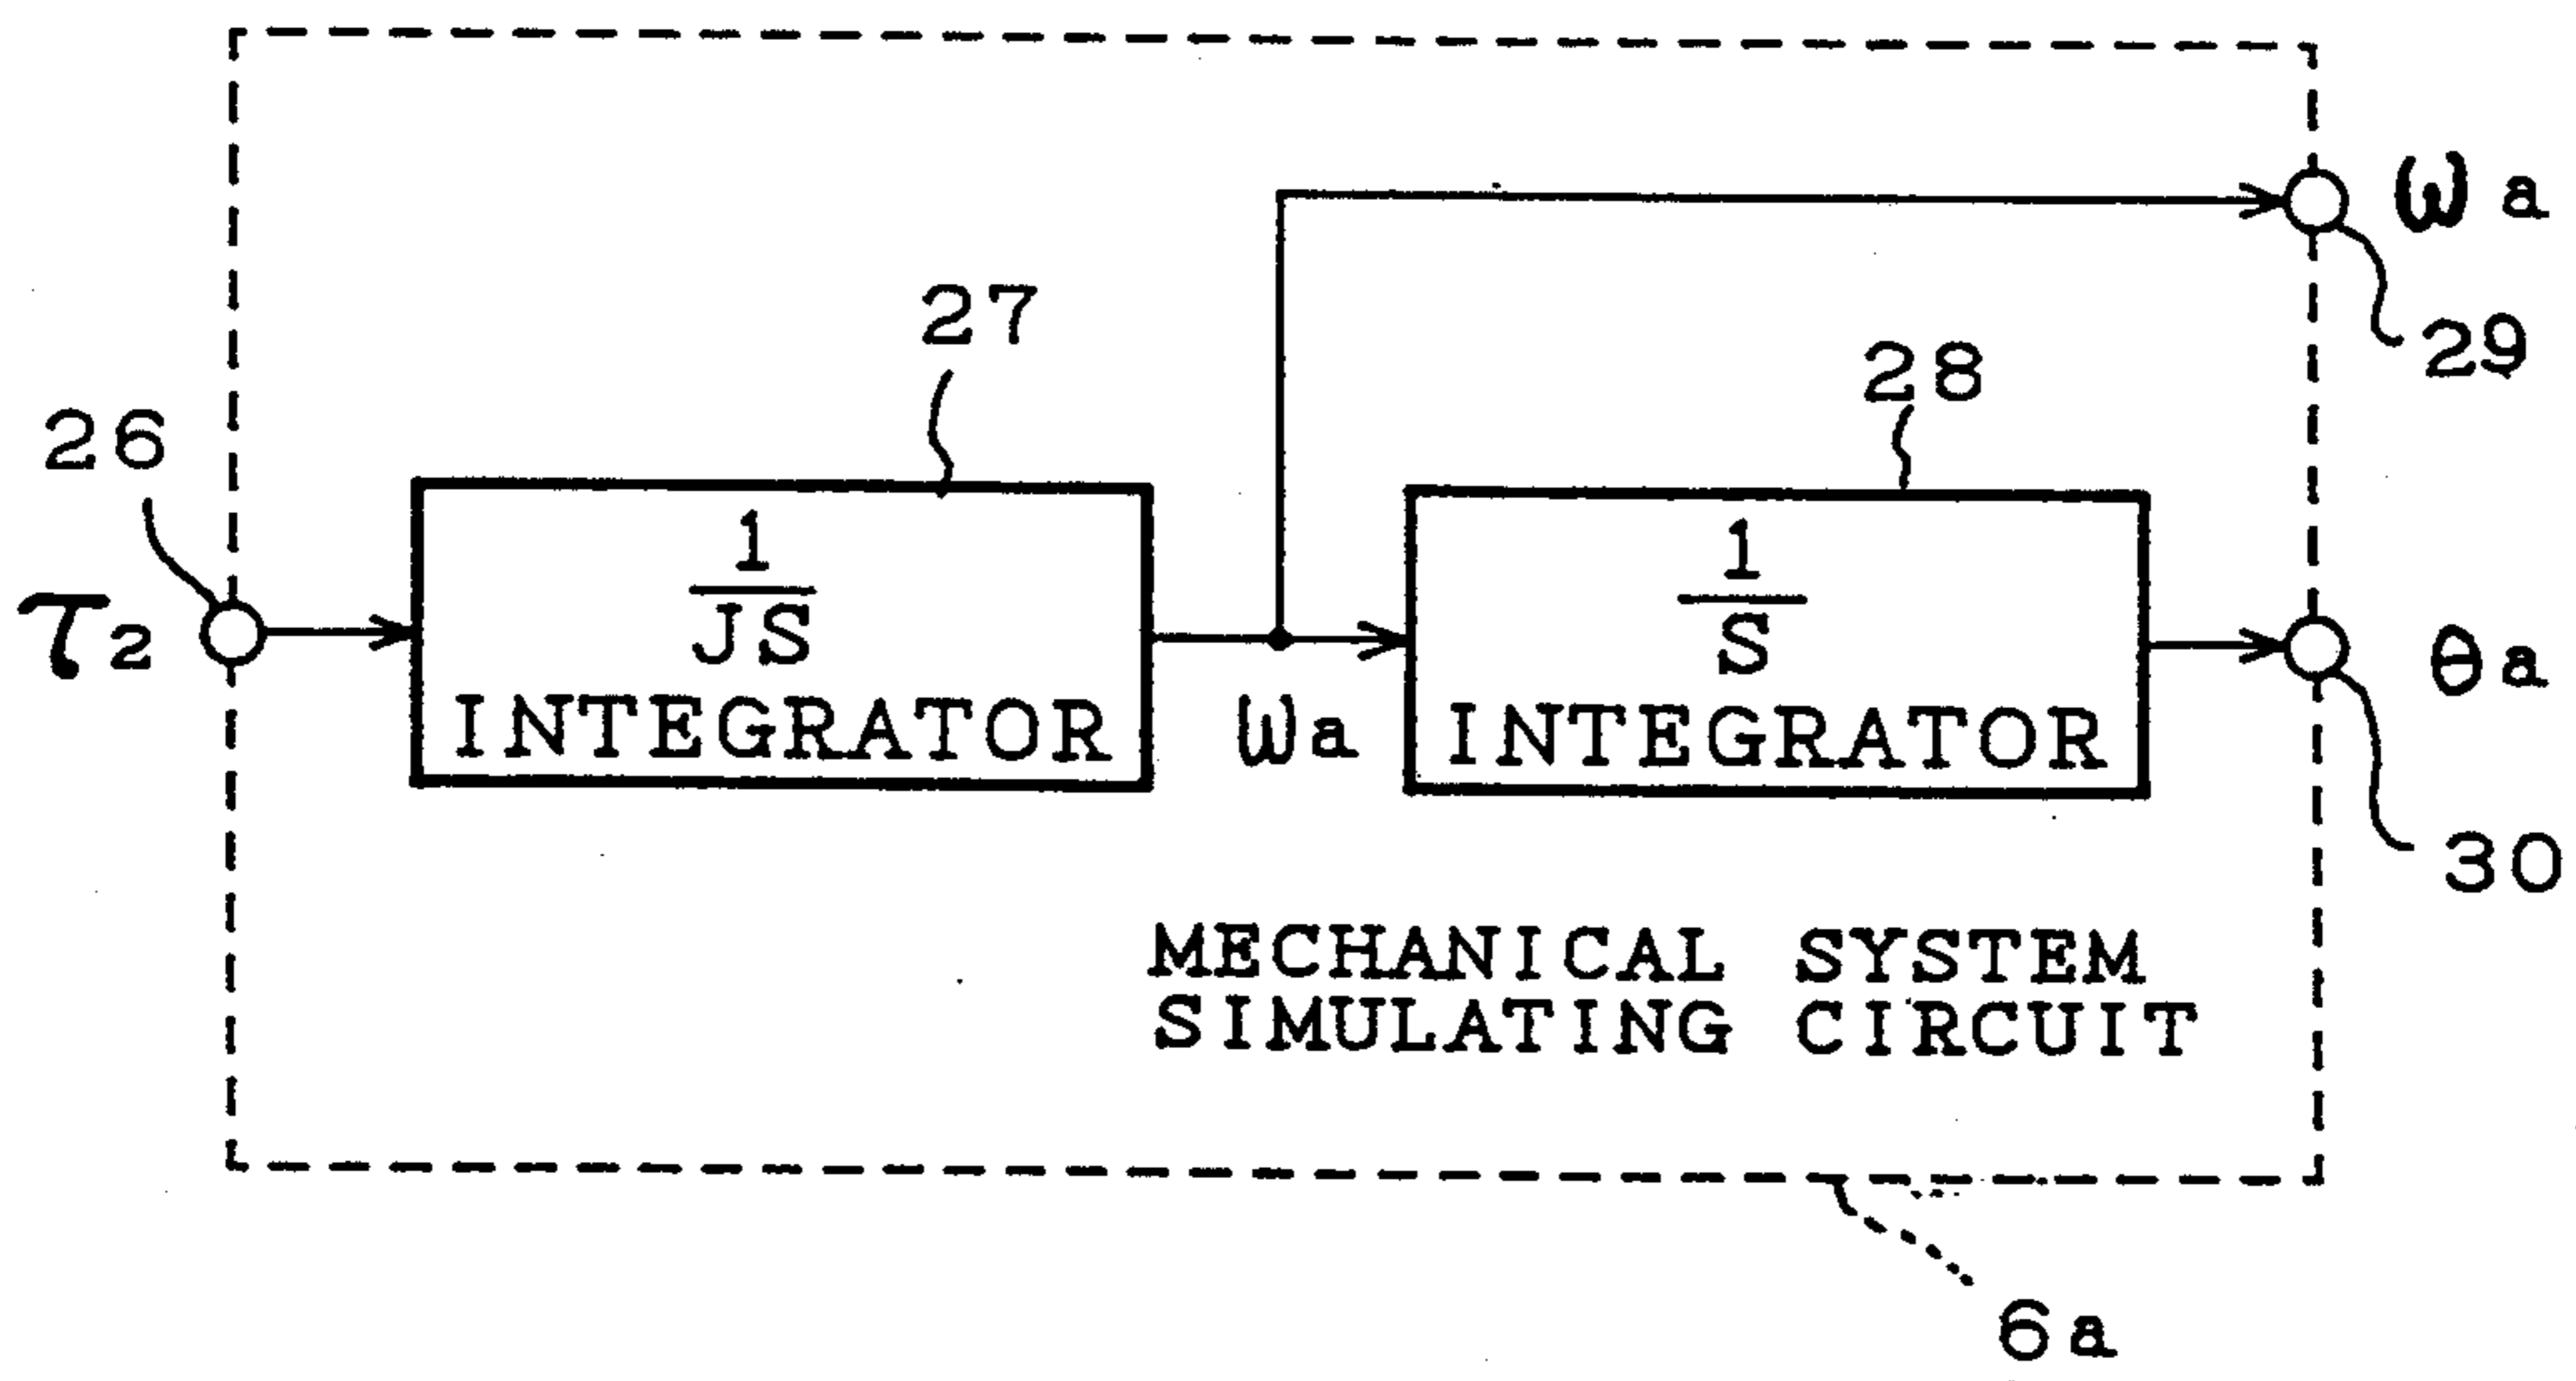 ωa
27
29
28
26
1
JS
INTEGRATOR
1
S
INTEGRATOR
τ2
ωa
θa
30
MECHANICAL SYSTEM
SIMULATING CIRCUIT
6a